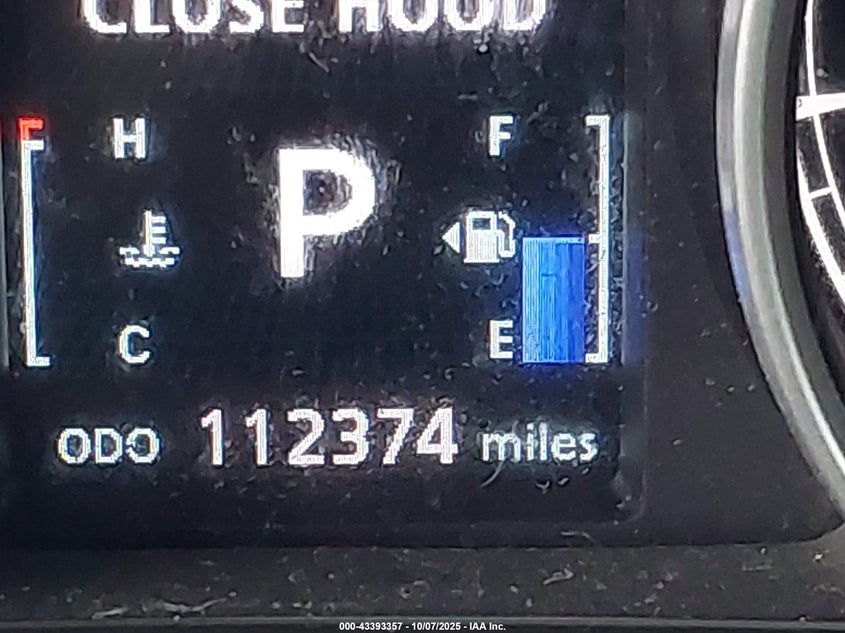 CLOSE HOOD
H F
P
C E
ODO 112374 miles
000-43393357 - 10/07/2025 - IAA Inc.